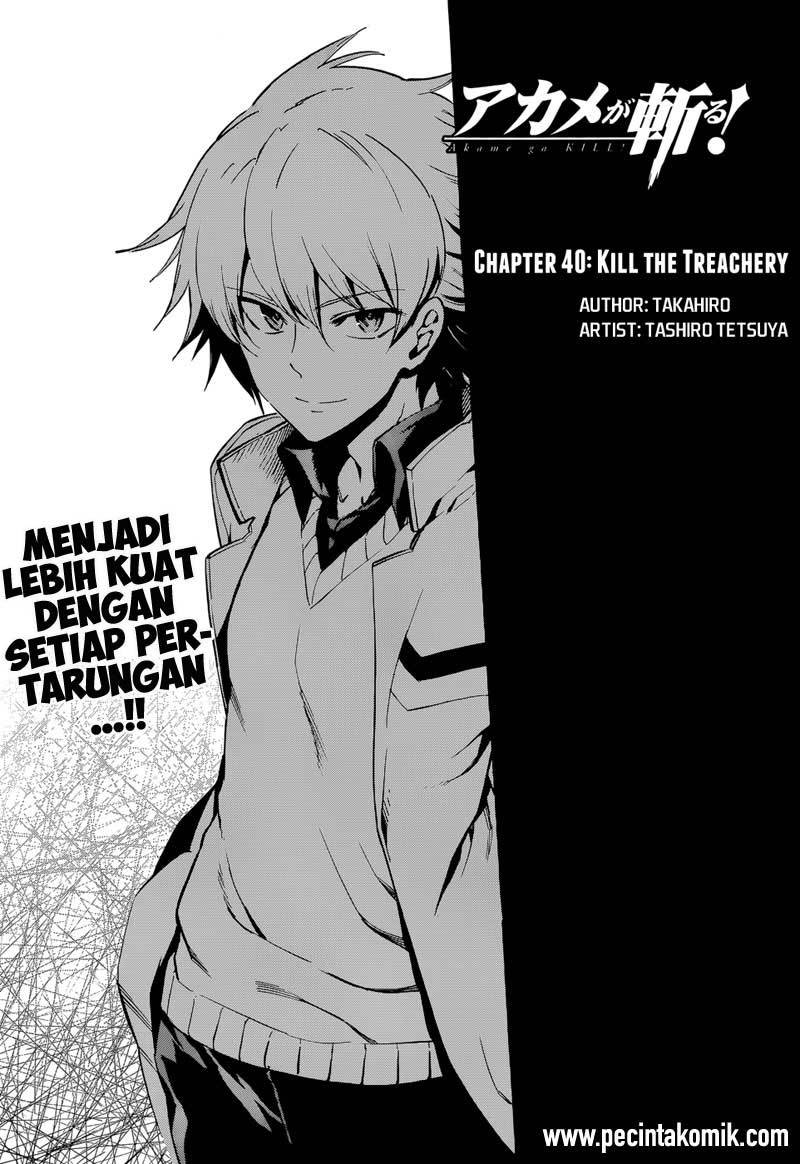 アカメが斬る!
Akame ga KILL!
CHAPTER 40: KILL THE TREACHERY
AUTHOR: TAKAHIRO
ARTIST: TASHIRO TETSUYA
MENJADI
LEBIH KUAT
DENGAN
SETIAP PER-
TARUNGAN
...!!
www.pecintakomik.com